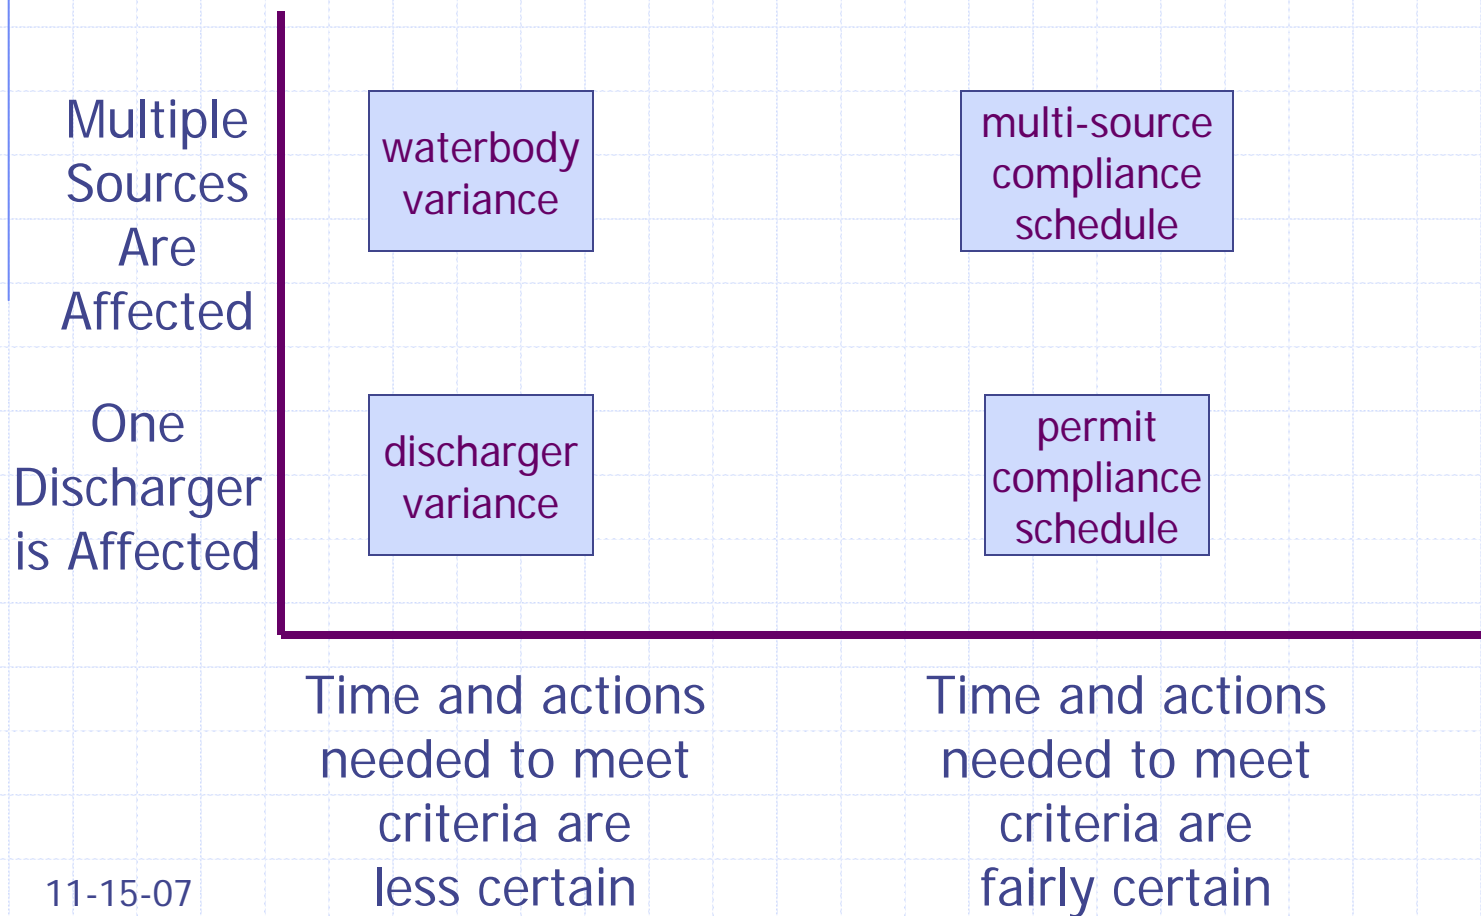 Multiple
Sources
Are
Affected
waterbody
variance
multi-source
compliance
schedule
One
Discharger
is Affected
discharger
variance
permit
compliance
schedule
Time and actions
needed to meet
criteria are
less certain
Time and actions
needed to meet
criteria are
fairly certain
11-15-07